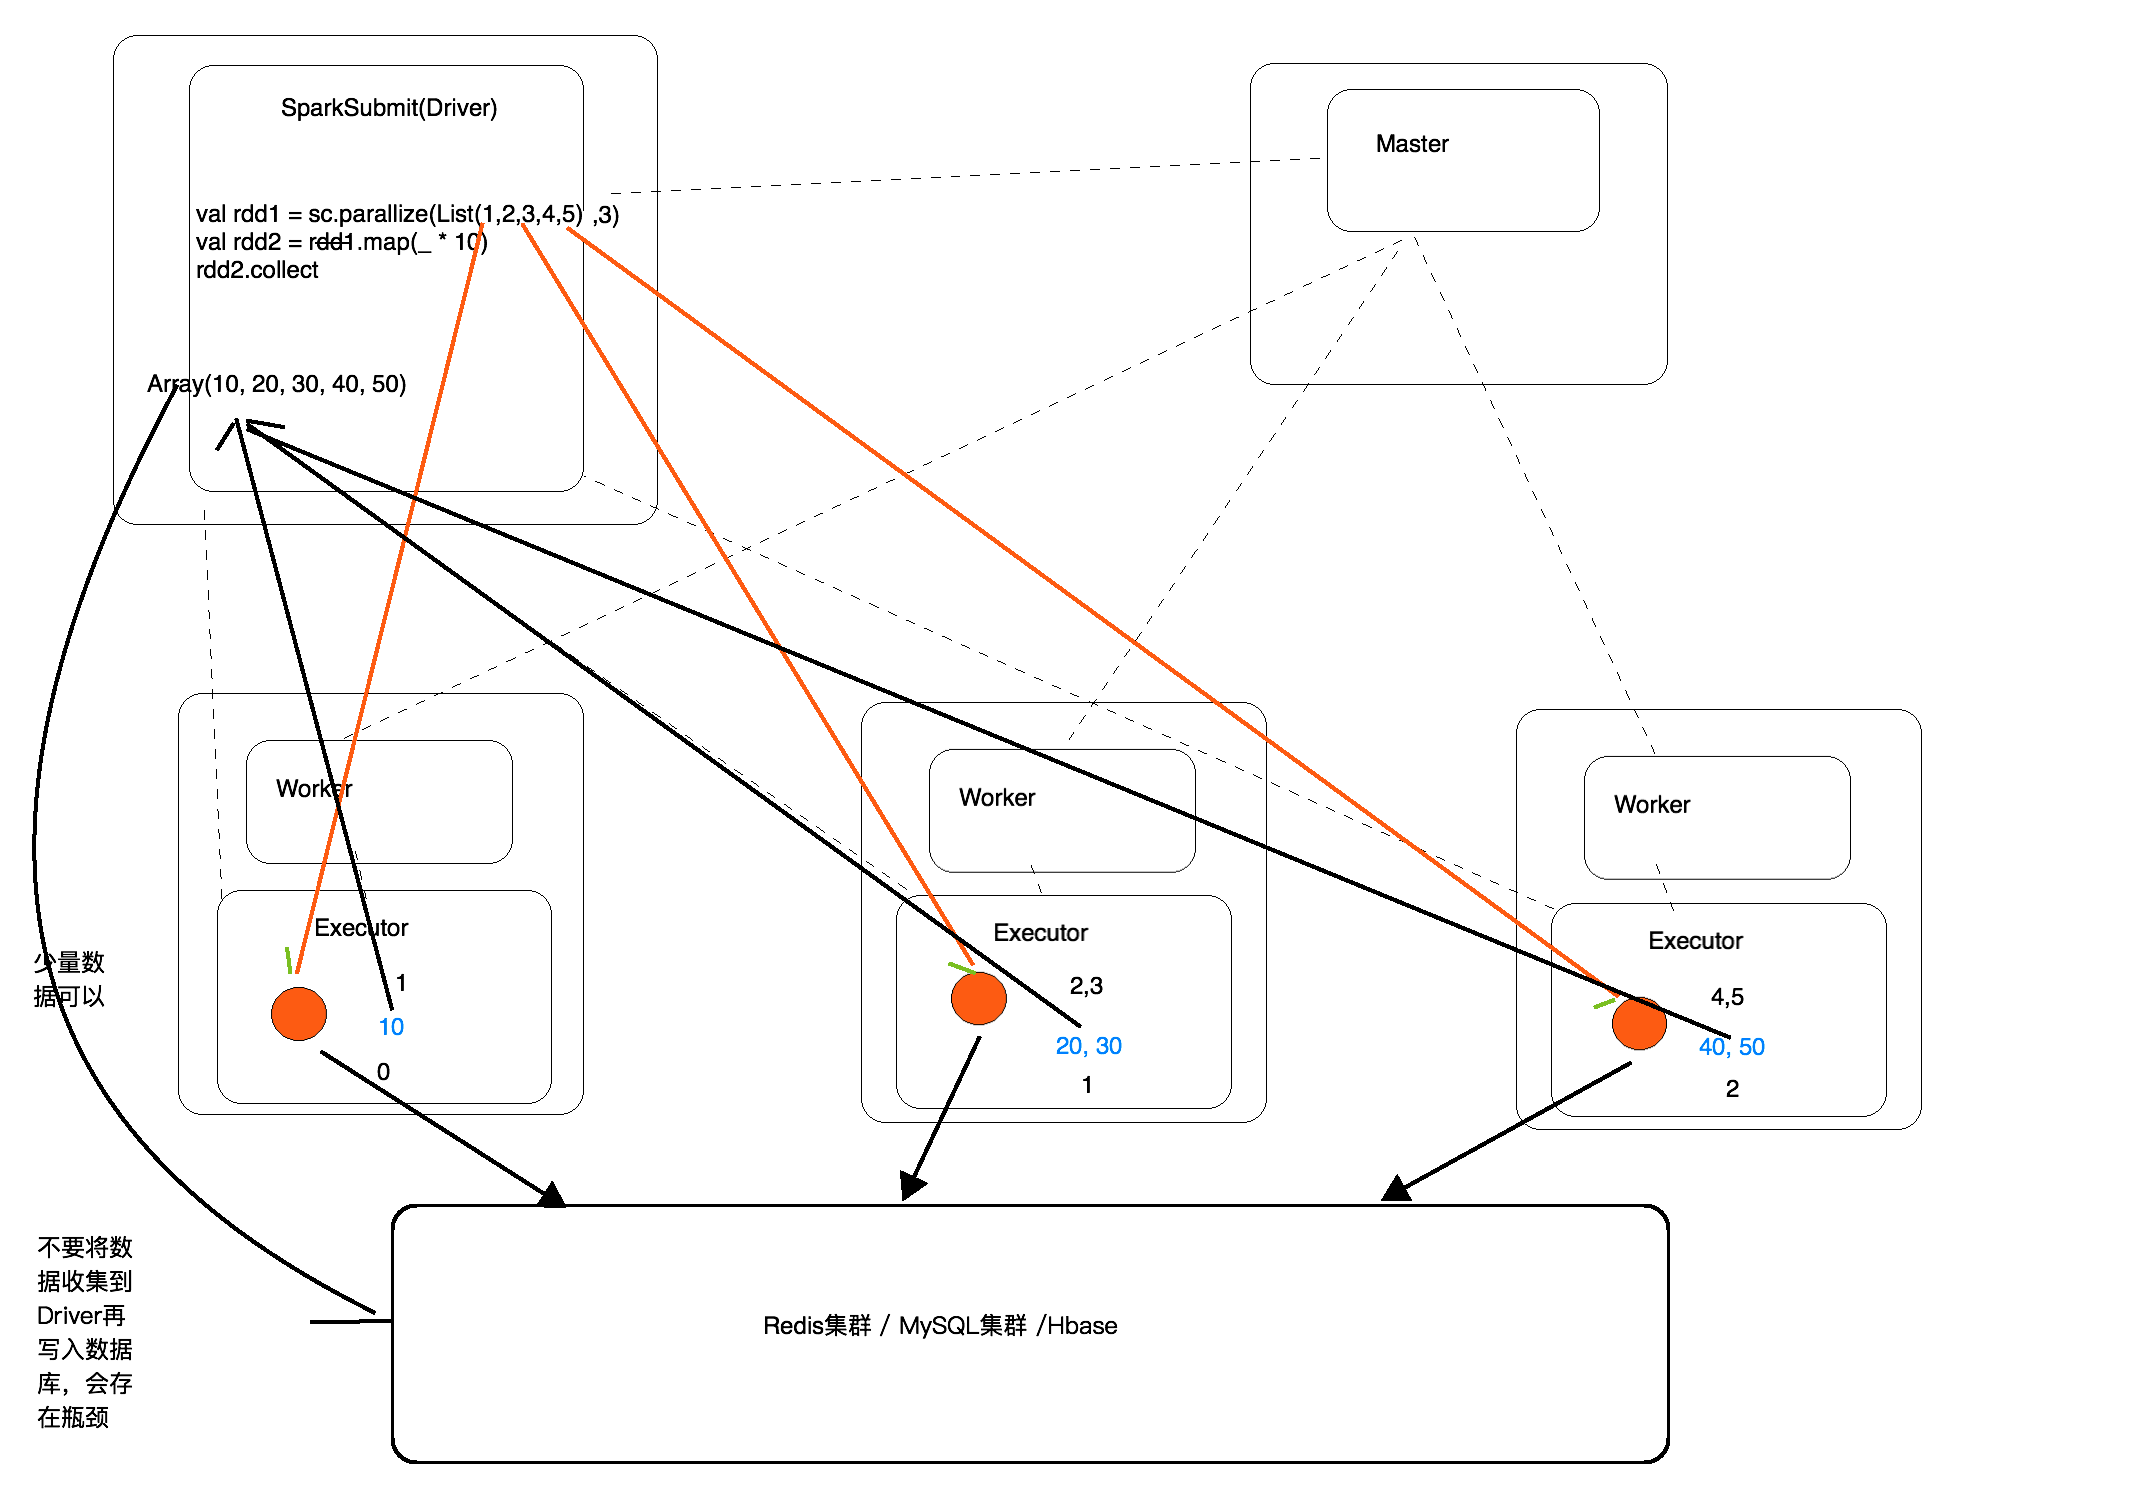 SparkSubmit(Driver)
val rdd1 = sc.parallize(List(1,2,3,4,5) ,3)
val rdd2 = rdd1.map(_ * 10)
rdd2.collect
Array(10, 20, 30, 40, 50)
Master
Worker
Executor
1
10
0
Worker
Executor
2,3
20, 30
1
Worker
Executor
4,5
40, 50
2
少量数
据可以
不要将数
据收集到
Driver再
写入数据
库，会存
在瓶颈
Redis集群 / MySQL集群 /Hbase